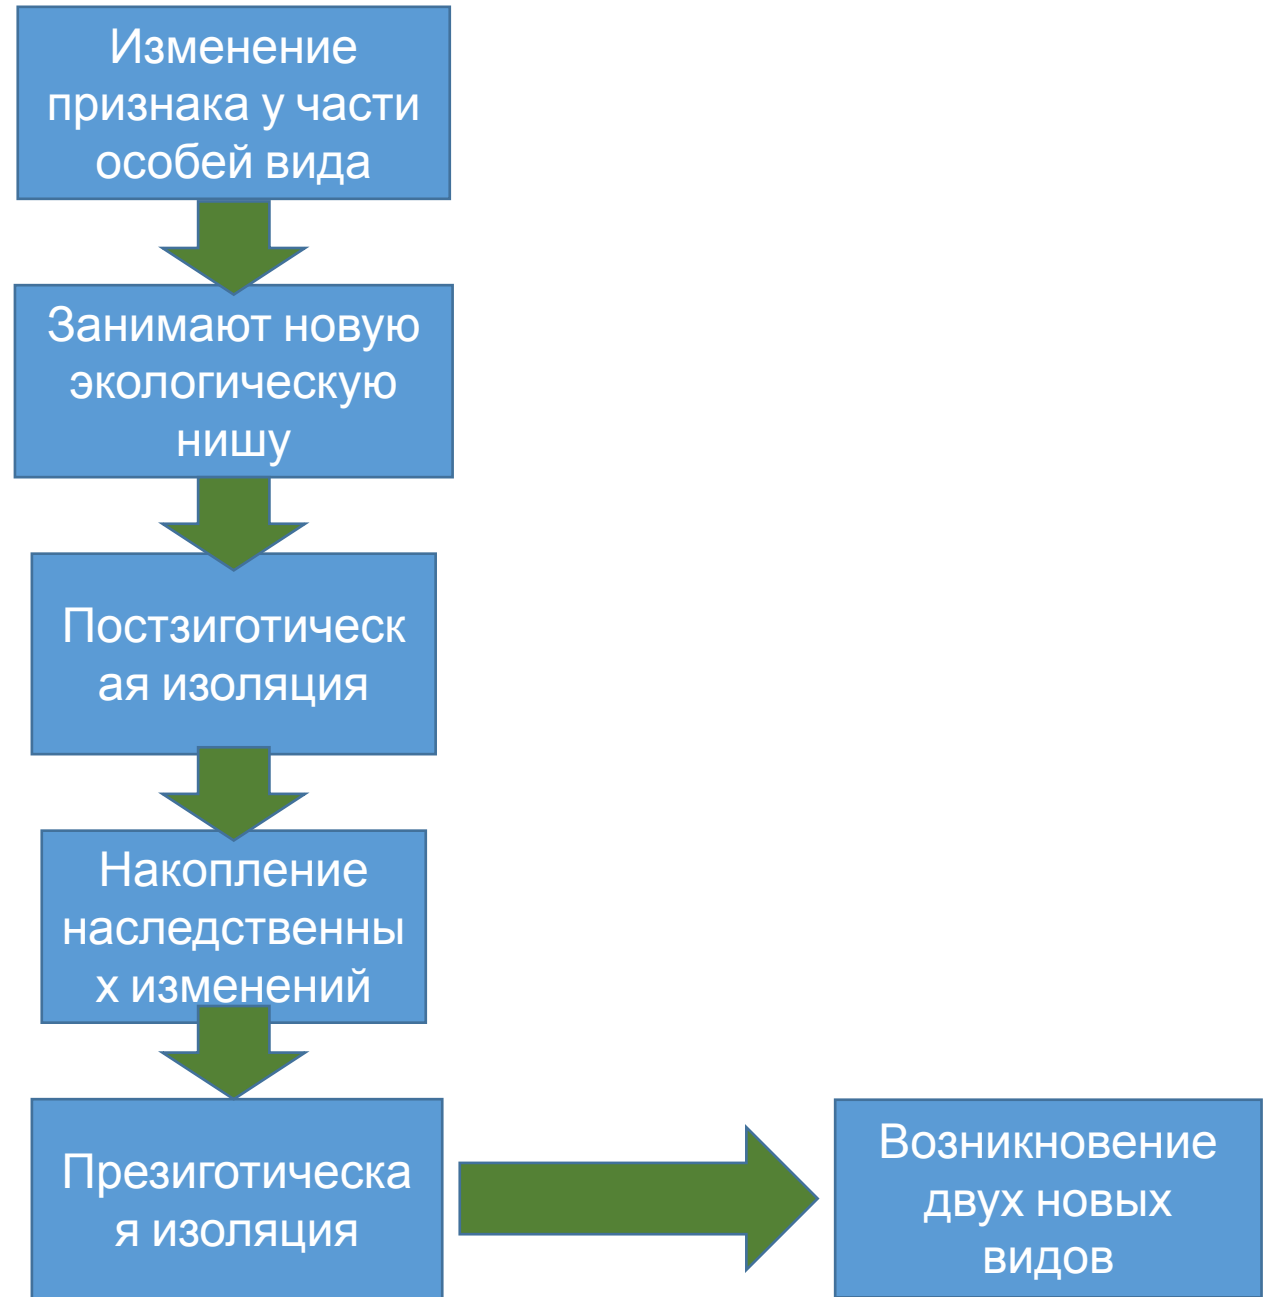 Изменение
признака у части
особей вида
Занимают новую
экологическую
нишу
Постзиготическ
ая изоляция
Накопление
наследственны
х изменений
Презиготическа
я изоляция
Возникновение
двух новых
видов